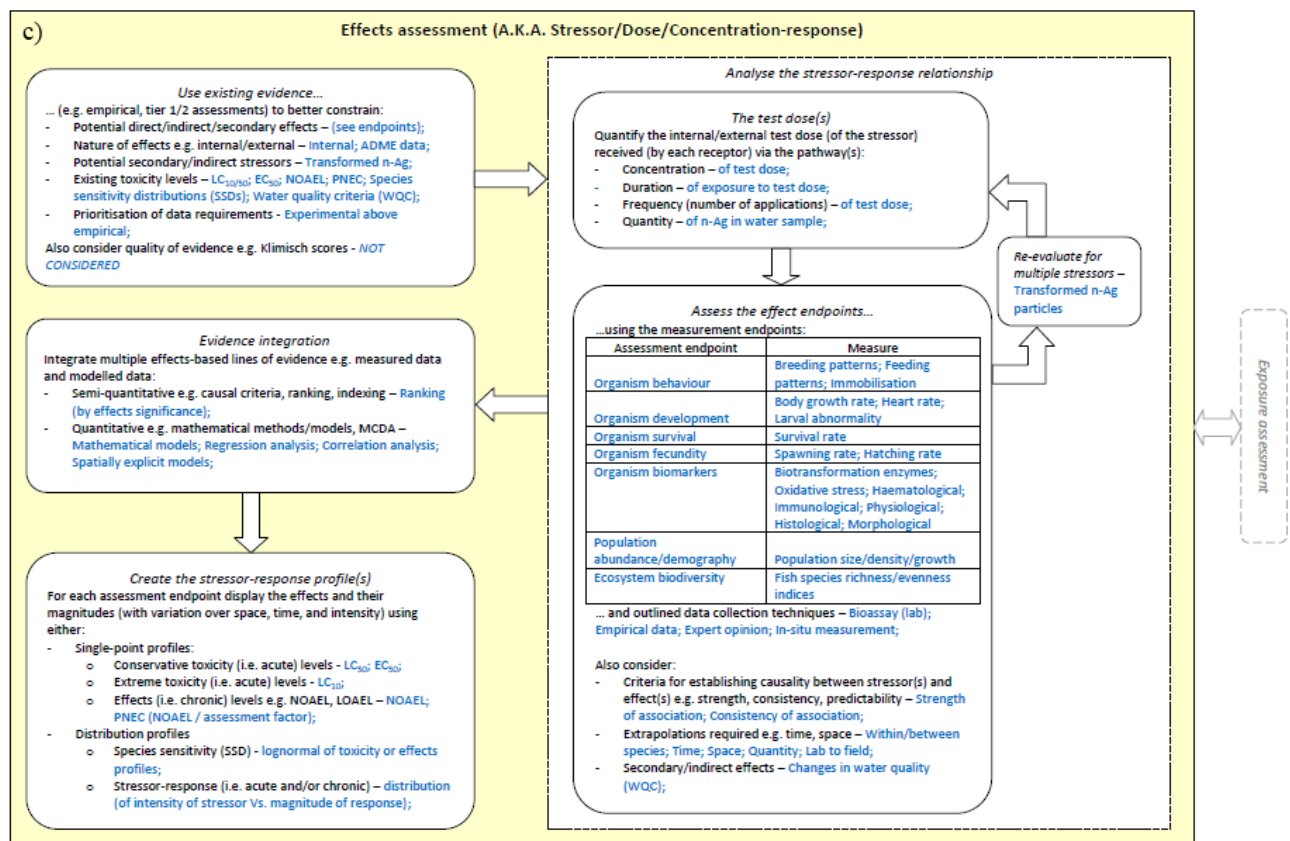 c)
Effects assessment (A.K.A. Stressor/Dose/Concentration-response)
Use existing evidence...
... (e.g. empirical, tier 1/2 assessments) to better constrain:
- Potential direct/indirect/secondary effects – (see endpoints);
- Nature of effects e.g. internal/external – Internal; ADME data;
- Potential secondary/indirect stressors – Transformed n-Ag;
- Existing toxicity levels – LC10/50; EC50; NOAEL; PNEC; Species
sensitivity distributions (SSDs); Water quality criteria (WQC);
- Prioritisation of data requirements - Experimental above
empirical;
Also consider quality of evidence e.g. Klimisch scores - NOT
CONSIDERED
Evidence integration
Integrate multiple effects-based lines of evidence e.g. measured data
and modelled data:
- Semi-quantitative e.g. causal criteria, ranking, indexing – Ranking
(by effects significance);
- Quantitative e.g. mathematical methods/models, MCDA –
Mathematical models; Regression analysis; Correlation analysis;
Spatially explicit models;
Create the stressor-response profile(s)
For each assessment endpoint display the effects and their
magnitudes (with variation over space, time, and intensity) using
either:
- Single-point profiles:
o Conservative toxicity (i.e. acute) levels - LC50; EC50;
o Extreme toxicity (i.e. acute) levels - LC10;
o Effects (i.e. chronic) levels e.g. NOAEL, LOAEL – NOAEL;
PNEC (NOAEL / assessment factor);
- Distribution profiles
o Species sensitivity (SSD) - lognormal of toxicity or effects
profiles;
o Stressor-response (i.e. acute and/or chronic) – distribution
(of intensity of stressor Vs. magnitude of response);
Analyse the stressor-response relationship
The test dose(s)
Quantify the internal/external test dose (of the stressor)
received (by each receptor) via the pathway(s):
- Concentration – of test dose;
- Duration – of exposure to test dose;
- Frequency (number of applications) – of test dose;
- Quantity – of n-Ag in water sample;
Re-evaluate for
multiple stressors –
Transformed n-Ag
particles
Assess the effect endpoints...
...using the measurement endpoints:
Assessment endpoint Measure
Organism behaviour Breeding patterns; Feeding
patterns; Immobilisation
Organism development Body growth rate; Heart rate;
Larval abnormality
Organism survival Survival rate
Organism fecundity Spawning rate; Hatching rate
Organism biomarkers Biotransformation enzymes;
Oxidative stress; Haematological;
Immunological; Physiological;
Histological; Morphological
Population
abundance/demography Population size/density/growth
Ecosystem biodiversity Fish species richness/evenness
indices
... and outlined data collection techniques – Bioassay (lab);
Empirical data; Expert opinion; In-situ measurement;
Also consider:
- Criteria for establishing causality between stressor(s) and
effect(s) e.g. strength, consistency, predictability – Strength
of association; Consistency of association;
- Extrapolations required e.g. time, space – Within/between
species; Time; Space; Quantity; Lab to field;
- Secondary/indirect effects – Changes in water quality
(WQC);
Exposure assessment